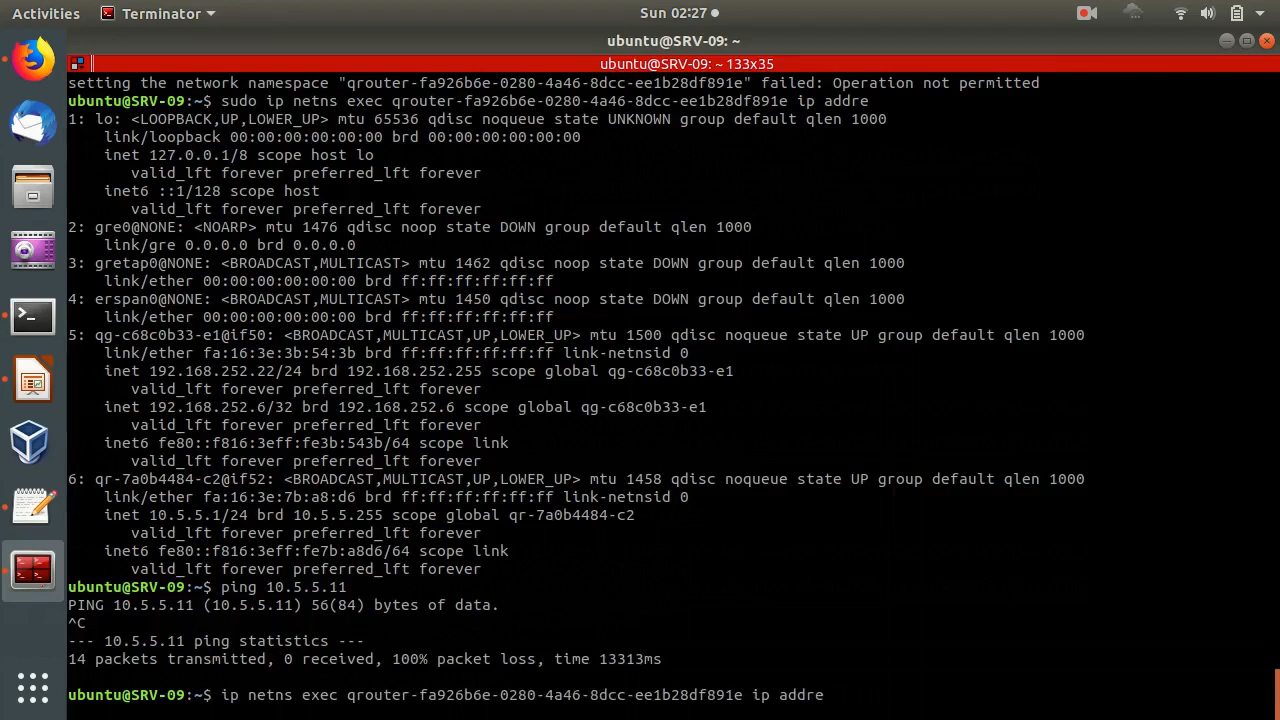 Activities
Terminator
Sun 02:27
ubuntu@SRV-09: ~
ubuntu@SRV-09: ~ 133x35
setting the network namespace "qrouter-fa926b6e-0280-4a46-8dcc-ee1b28df891e" failed: Operation not permitted
ubuntu@SRV-09:~$ sudo ip netns exec qrouter-fa926b6e-0280-4a46-8dcc-ee1b28df891e ip addre
1: lo: <LOOPBACK,UP,LOWER_UP> mtu 65536 qdisc noqueue state UNKNOWN group default qlen 1000
    link/loopback 00:00:00:00:00:00 brd 00:00:00:00:00:00
    inet 127.0.0.1/8 scope host lo
       valid_lft forever preferred_lft forever
    inet6 ::1/128 scope host
       valid_lft forever preferred_lft forever
2: gre0@NONE: <NOARP> mtu 1476 qdisc noop state DOWN group default qlen 1000
    link/gre 0.0.0.0 brd 0.0.0.0
3: gretap0@NONE: <BROADCAST,MULTICAST> mtu 1462 qdisc noop state DOWN group default qlen 1000
    link/ether 00:00:00:00:00:00 brd ff:ff:ff:ff:ff:ff
4: erspan0@NONE: <BROADCAST,MULTICAST> mtu 1450 qdisc noop state DOWN group default qlen 1000
    link/ether 00:00:00:00:00:00 brd ff:ff:ff:ff:ff:ff
5: qg-c68c0b33-e1@if50: <BROADCAST,MULTICAST,UP,LOWER_UP> mtu 1500 qdisc noqueue state UP group default qlen 1000
    link/ether fa:16:3e:3b:54:3b brd ff:ff:ff:ff:ff:ff link-netnsid 0
    inet 192.168.252.22/24 brd 192.168.252.255 scope global qg-c68c0b33-e1
       valid_lft forever preferred_lft forever
    inet 192.168.252.6/32 brd 192.168.252.6 scope global qg-c68c0b33-e1
       valid_lft forever preferred_lft forever
    inet6 fe80::f816:3eff:fe3b:543b/64 scope link
       valid_lft forever preferred_lft forever
6: qr-7a0b4484-c2@if52: <BROADCAST,MULTICAST,UP,LOWER_UP> mtu 1458 qdisc noqueue state UP group default qlen 1000
    link/ether fa:16:3e:7b:a8:d6 brd ff:ff:ff:ff:ff:ff link-netnsid 0
    inet 10.5.5.1/24 brd 10.5.5.255 scope global qr-7a0b4484-c2
       valid_lft forever preferred_lft forever
    inet6 fe80::f816:3eff:fe7b:a8d6/64 scope link
       valid_lft forever preferred_lft forever
ubuntu@SRV-09:~$ ping 10.5.5.11
PING 10.5.5.11 (10.5.5.11) 56(84) bytes of data.
^C
--- 10.5.5.11 ping statistics ---
14 packets transmitted, 0 received, 100% packet loss, time 13313ms
ubuntu@SRV-09:~$ ip netns exec qrouter-fa926b6e-0280-4a46-8dcc-ee1b28df891e ip addre